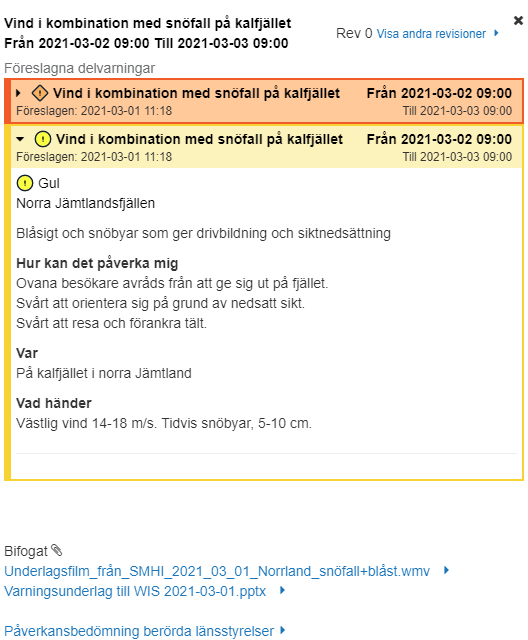 Vind i kombination med snöfall på kalfjället
Från 2021-03-02 09:00 Till 2021-03-03 09:00
Rev 0 Visa andra revisioner
Föreslagna delvarningar
Vind i kombination med snöfall på kalfjället Från 2021-03-02 09:00
Föreslagen: 2021-03-01 11:18 Till 2021-03-03 09:00
Vind i kombination med snöfall på kalfjället Från 2021-03-02 09:00
Föreslagen: 2021-03-01 11:18 Till 2021-03-03 09:00
Gul
Norra Jämtlandsfjällen
Blåsigt och snöbyar som ger drivbildning och siktnedsättning
Hur kan det påverka mig
Ovana besökare avråds från att ge sig ut på fjället.
Svårt att orientera sig på grund av nedsatt sikt.
Svårt att resa och förankra tält.
Var
På kalfjället i norra Jämtland
Vad händer
Västlig vind 14-18 m/s. Tidvis snöbyar, 5-10 cm.
Bifogat
Underlagsfilm_från_SMHI_2021_03_01_Norrland_snöfall+blåst.wmv
Varningsunderlag till WIS 2021-03-01.pptx
Påverkansbedömning berörda länsstyrelser